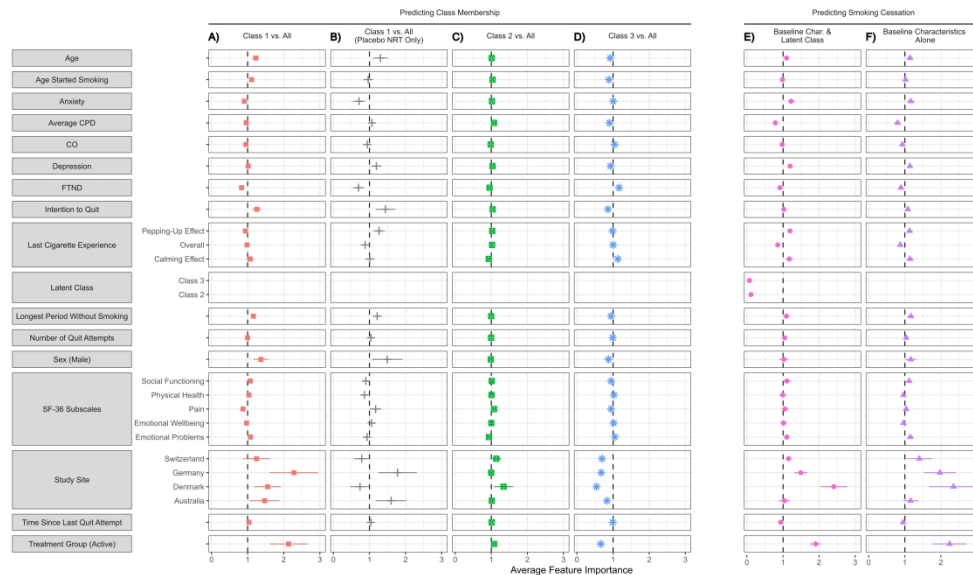 Predicting Class Membership
Predicting Smoking Cessation
A) Class 1 vs. All
B) Class 1 vs. All
(Placebo NRT Only)
C) Class 2 vs. All
D) Class 3 vs. All
E) Baseline Char. &
Latent Class
F) Baseline Characteristics
Alone
Age
Age Started Smoking
Anxiety
Average CPD
CO
Depression
FTND
Intention to Quit
Last Cigarette Experience
Pepping-Up Effect
Overall
Calming Effect
Latent Class
Class 3
Class 2
Longest Period Without Smoking
Number of Quit Attempts
Sex (Male)
SF-36 Subscales
Social Functioning
Physical Health
Pain
Emotional Wellbeing
Emotional Problems
Study Site
Switzerland
Germany
Denmark
Australia
Time Since Last Quit Attempt
Treatment Group (Active)
0 1 2 3 0 1 2 3 0 1 2 3 0 1 2 3 0 1 2 3 0 1 2
Average Feature Importance